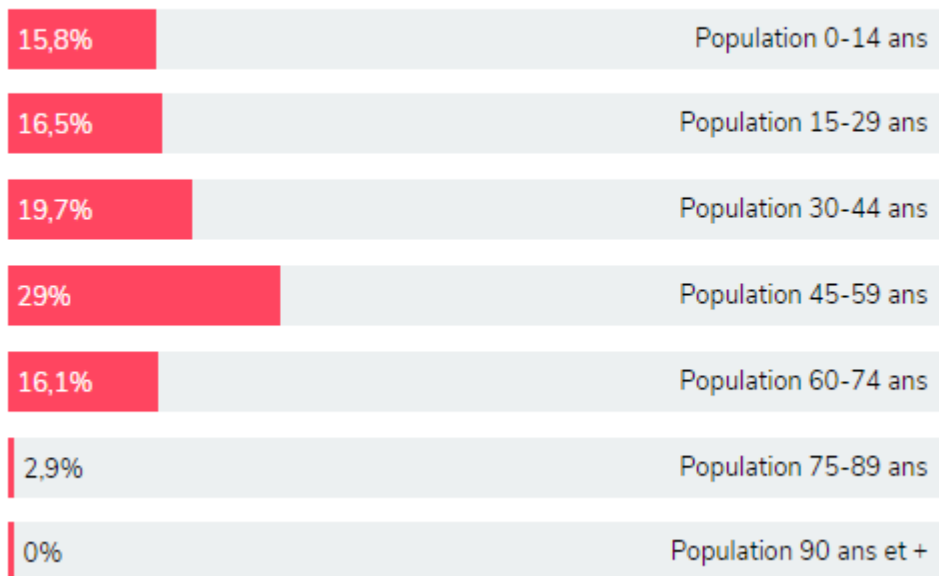 15,8% Population 0-14 ans
16,5% Population 15-29 ans
19,7% Population 30-44 ans
29% Population 45-59 ans
16,1% Population 60-74 ans
2,9% Population 75-89 ans
0% Population 90 ans et +